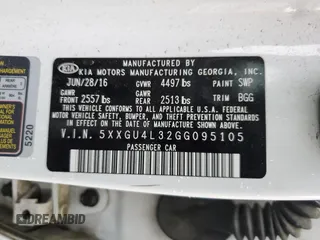 KIA KIA MOTORS MANUFACTURING GEORGIA, INC.
JUN/28/16 GVWR 4497 lbs PAINT SWP
GAWR FRONT 2557 lbs GAWR REAR 2513 lbs TRIM BGG
THIS VEHICLE CONFORMS TO ALL APPLICABLE U.S.A FEDERAL MOTOR
VEHICLE SAFETY, BUMPER, AND THEFT PREVENTION STANDARDS IN
EFFECT ON THE DATE OF MANUFACTURE SHOWN ABOVE.
V.I.N. 5XXGU4L32GG095105
PASSENGER CAR
5220
DREAMBID